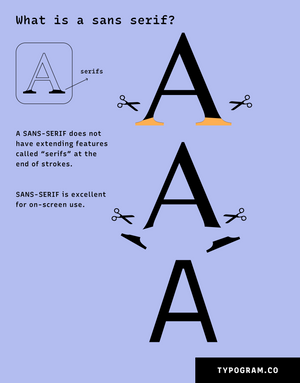 What is a sans serif?
serifs
A SANS-SERIF does not
have extending features
called “serifs” at the
end of strokes.
SANS-SERIF is excellent
for on-screen use.
A
A
A
A
TYPOGRAM.CO